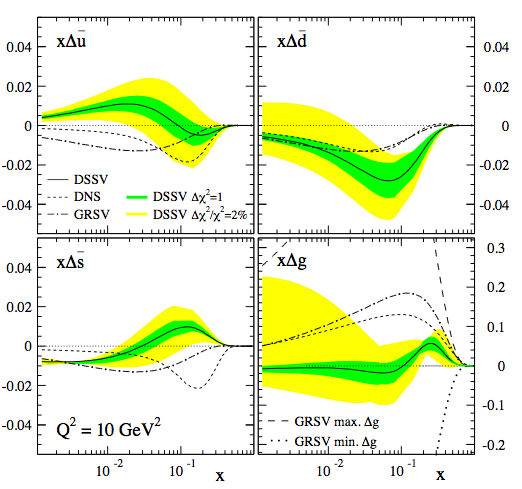 xΔū xΔd̄
0.04 0.04
0.02 0.02
0 0
-0.02 -0.02
-0.04 -0.04
DSSV
DNS DSSV Δχ²=1
GRSV DSSV Δχ²/χ²=2%
xΔs̄ xΔg
0.04 0.3
0.02 0.2
0 0.1
-0.02 0
-0.04 -0.1
-0.2
Q² = 10 GeV²
GRSV max. Δg
GRSV min. Δg
10⁻² 10⁻¹ x 10⁻² 10⁻¹ x